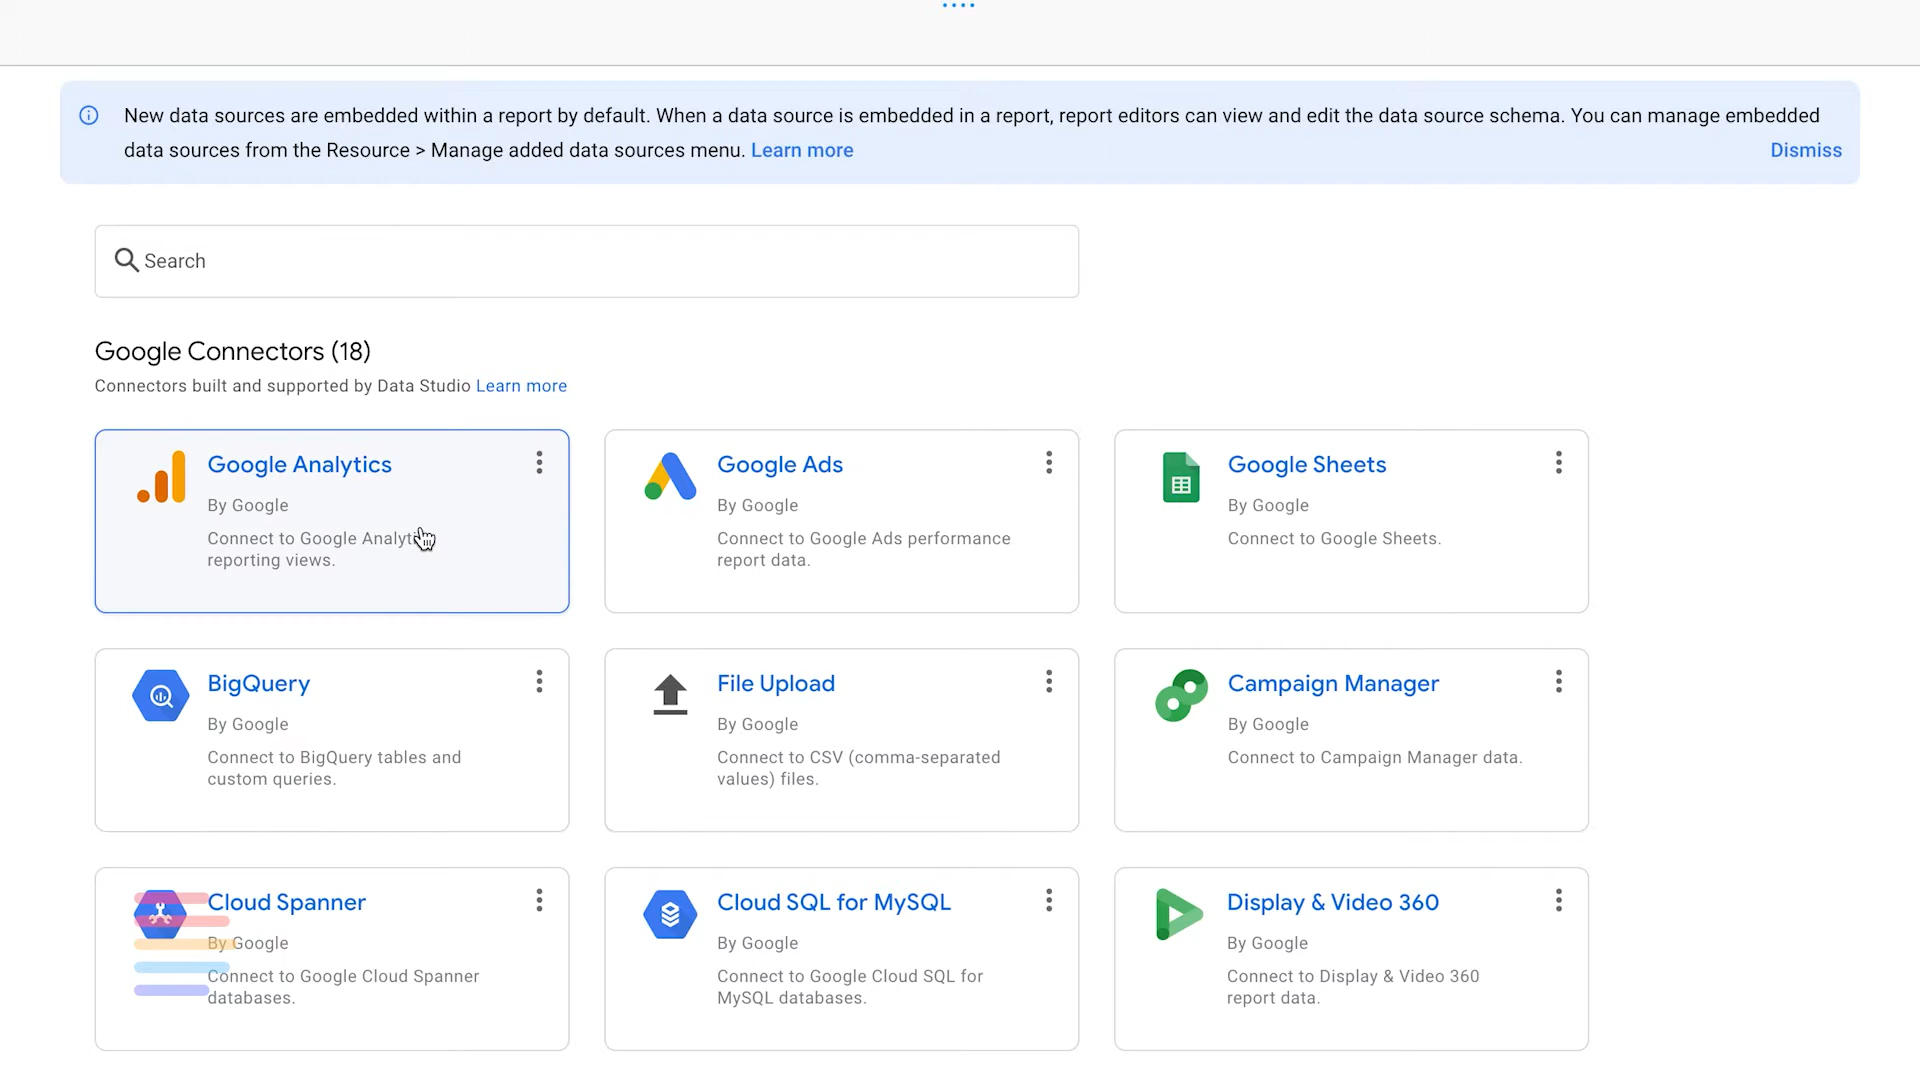 New data sources are embedded within a report by default. When a data source is embedded in a report, report editors can view and edit the data source schema. You can manage embedded
data sources from the Resource > Manage added data sources menu. Learn more
Dismiss
Search
Google Connectors (18)
Connectors built and supported by Data Studio Learn more
Google Analytics
By Google
Connect to Google Analytics
reporting views.
Google Ads
By Google
Connect to Google Ads performance
report data.
Google Sheets
By Google
Connect to Google Sheets.
BigQuery
By Google
Connect to BigQuery tables and
custom queries.
File Upload
By Google
Connect to CSV (comma-separated
values) files.
Campaign Manager
By Google
Connect to Campaign Manager data.
Cloud Spanner
By Google
Connect to Google Cloud Spanner
databases.
Cloud SQL for MySQL
By Google
Connect to Google Cloud SQL for
MySQL databases.
Display & Video 360
By Google
Connect to Display & Video 360
report data.